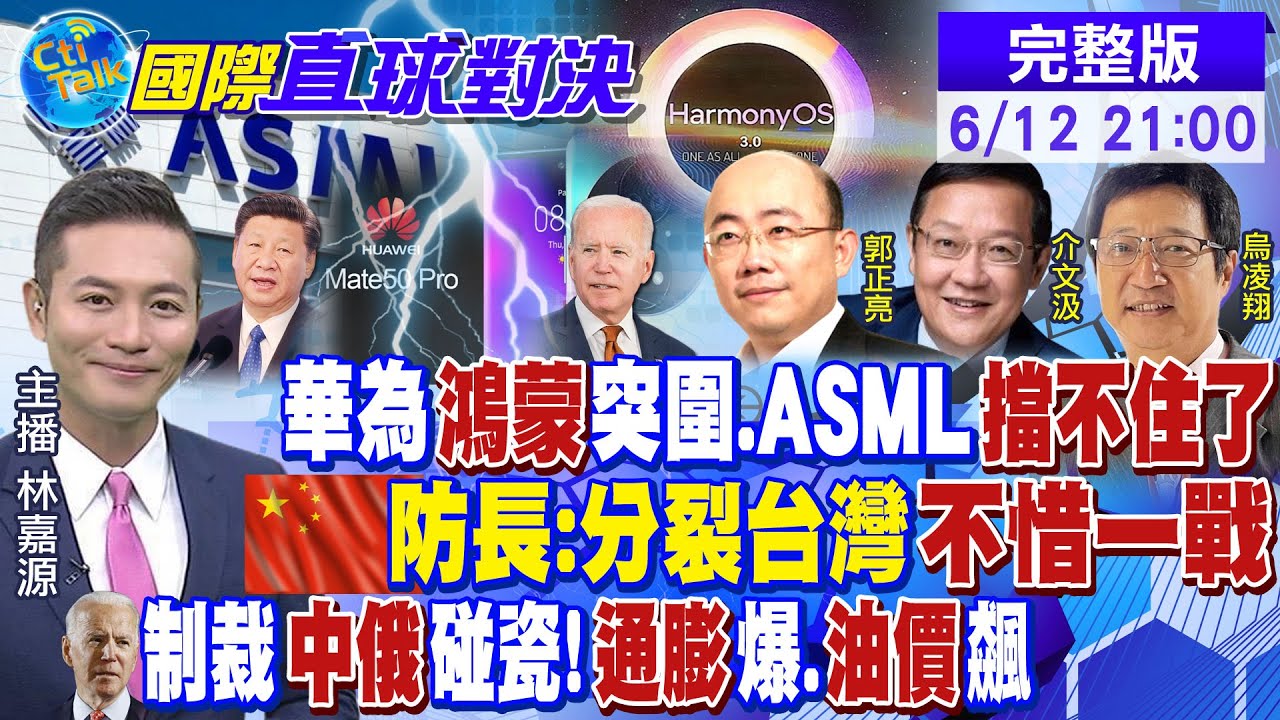 Cti Talk
國際直球對決
完整版
6/12 21:00
ASML
HUAWEI
Mate50 Pro
08
HarmonyOS
3.0
主播 林嘉源
郭正亮
介文汲
烏凌翔
華為鴻蒙突圍.ASML擋不住了
防長:分裂台灣不惜一戰
制裁中俄碰瓷!通膨爆.油價飆